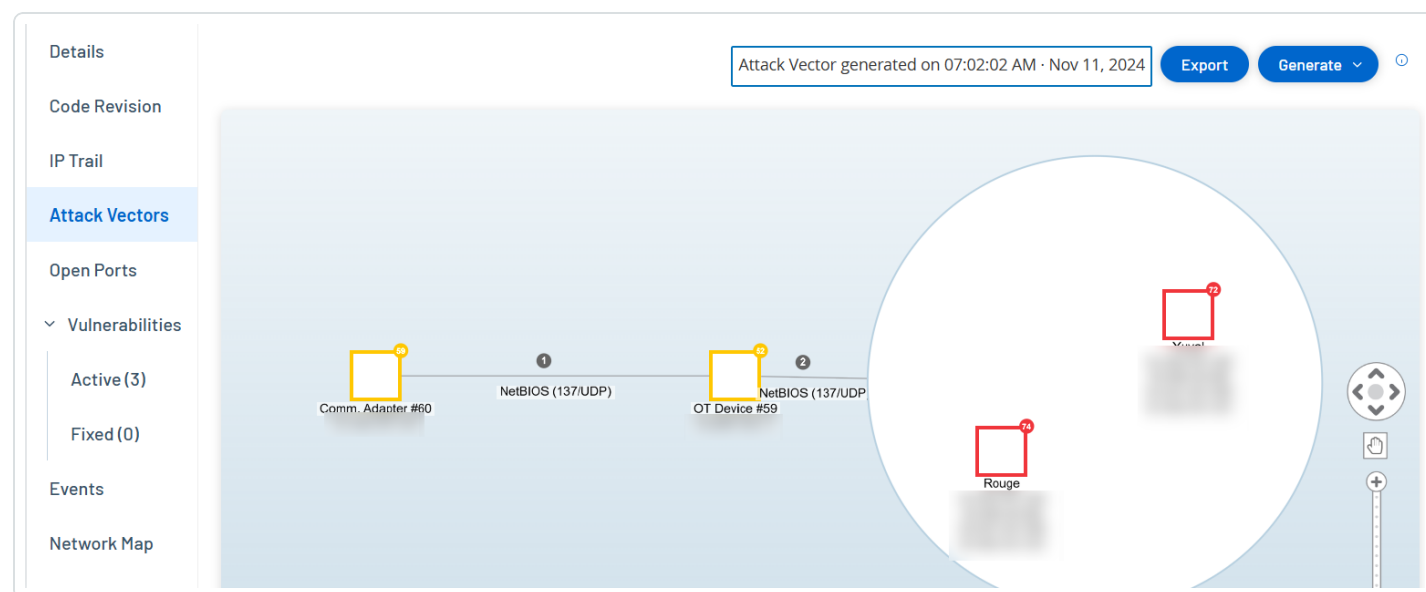 Details
Code Revision
IP Trail
Attack Vectors
Open Ports
Vulnerabilities
Active (3)
Fixed (0)
Events
Network Map
Attack Vector generated on 07:02:02 AM · Nov 11, 2024
Export
Generate
72
59
1
32
2
NetBIOS (137/UDP)
NetBIOS (137/UDP
Comm. Adapter #60
OT Device #59
74
Rouge